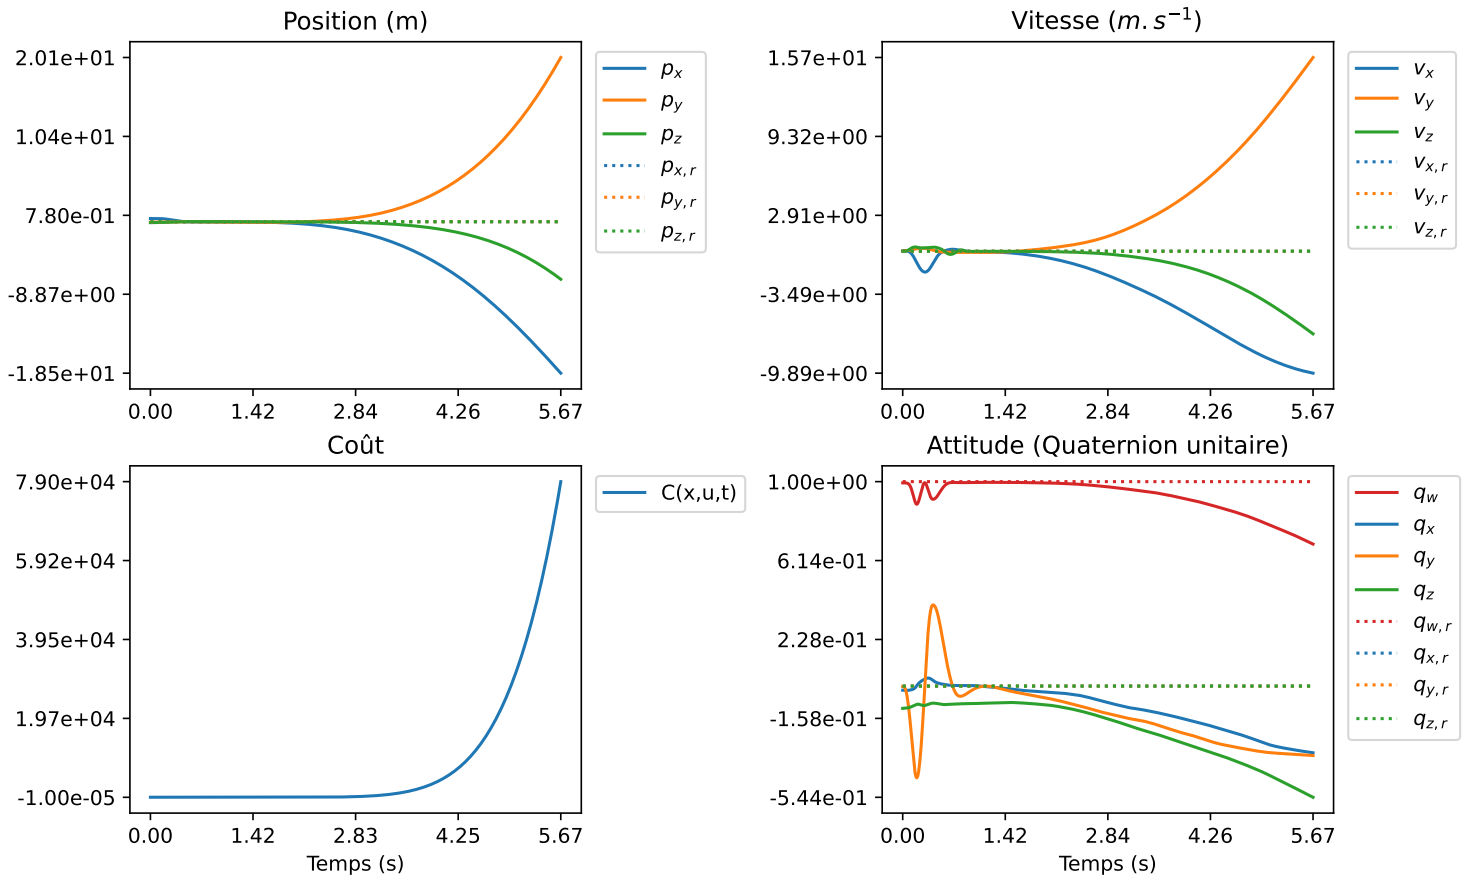 Position (m)
2.01e+01
1.04e+01
7.80e-01
-8.87e+00
-1.85e+01
0.00 1.42 2.84 4.26 5.67
p_x
p_y
p_z
p_{x,r}
p_{y,r}
p_{z,r}
Vitesse (m.s^{-1})
1.57e+01
9.32e+00
2.91e+00
-3.49e+00
-9.89e+00
0.00 1.42 2.84 4.26 5.67
v_x
v_y
v_z
v_{x,r}
v_{y,r}
v_{z,r}
Coût
7.90e+04
5.92e+04
3.95e+04
1.97e+04
-1.00e-05
0.00 1.42 2.83 4.25 5.67
Temps (s)
C(x,u,t)
Attitude (Quaternion unitaire)
1.00e+00
6.14e-01
2.28e-01
-1.58e-01
-5.44e-01
0.00 1.42 2.84 4.26 5.67
Temps (s)
q_w
q_x
q_y
q_z
q_{w,r}
q_{x,r}
q_{y,r}
q_{z,r}